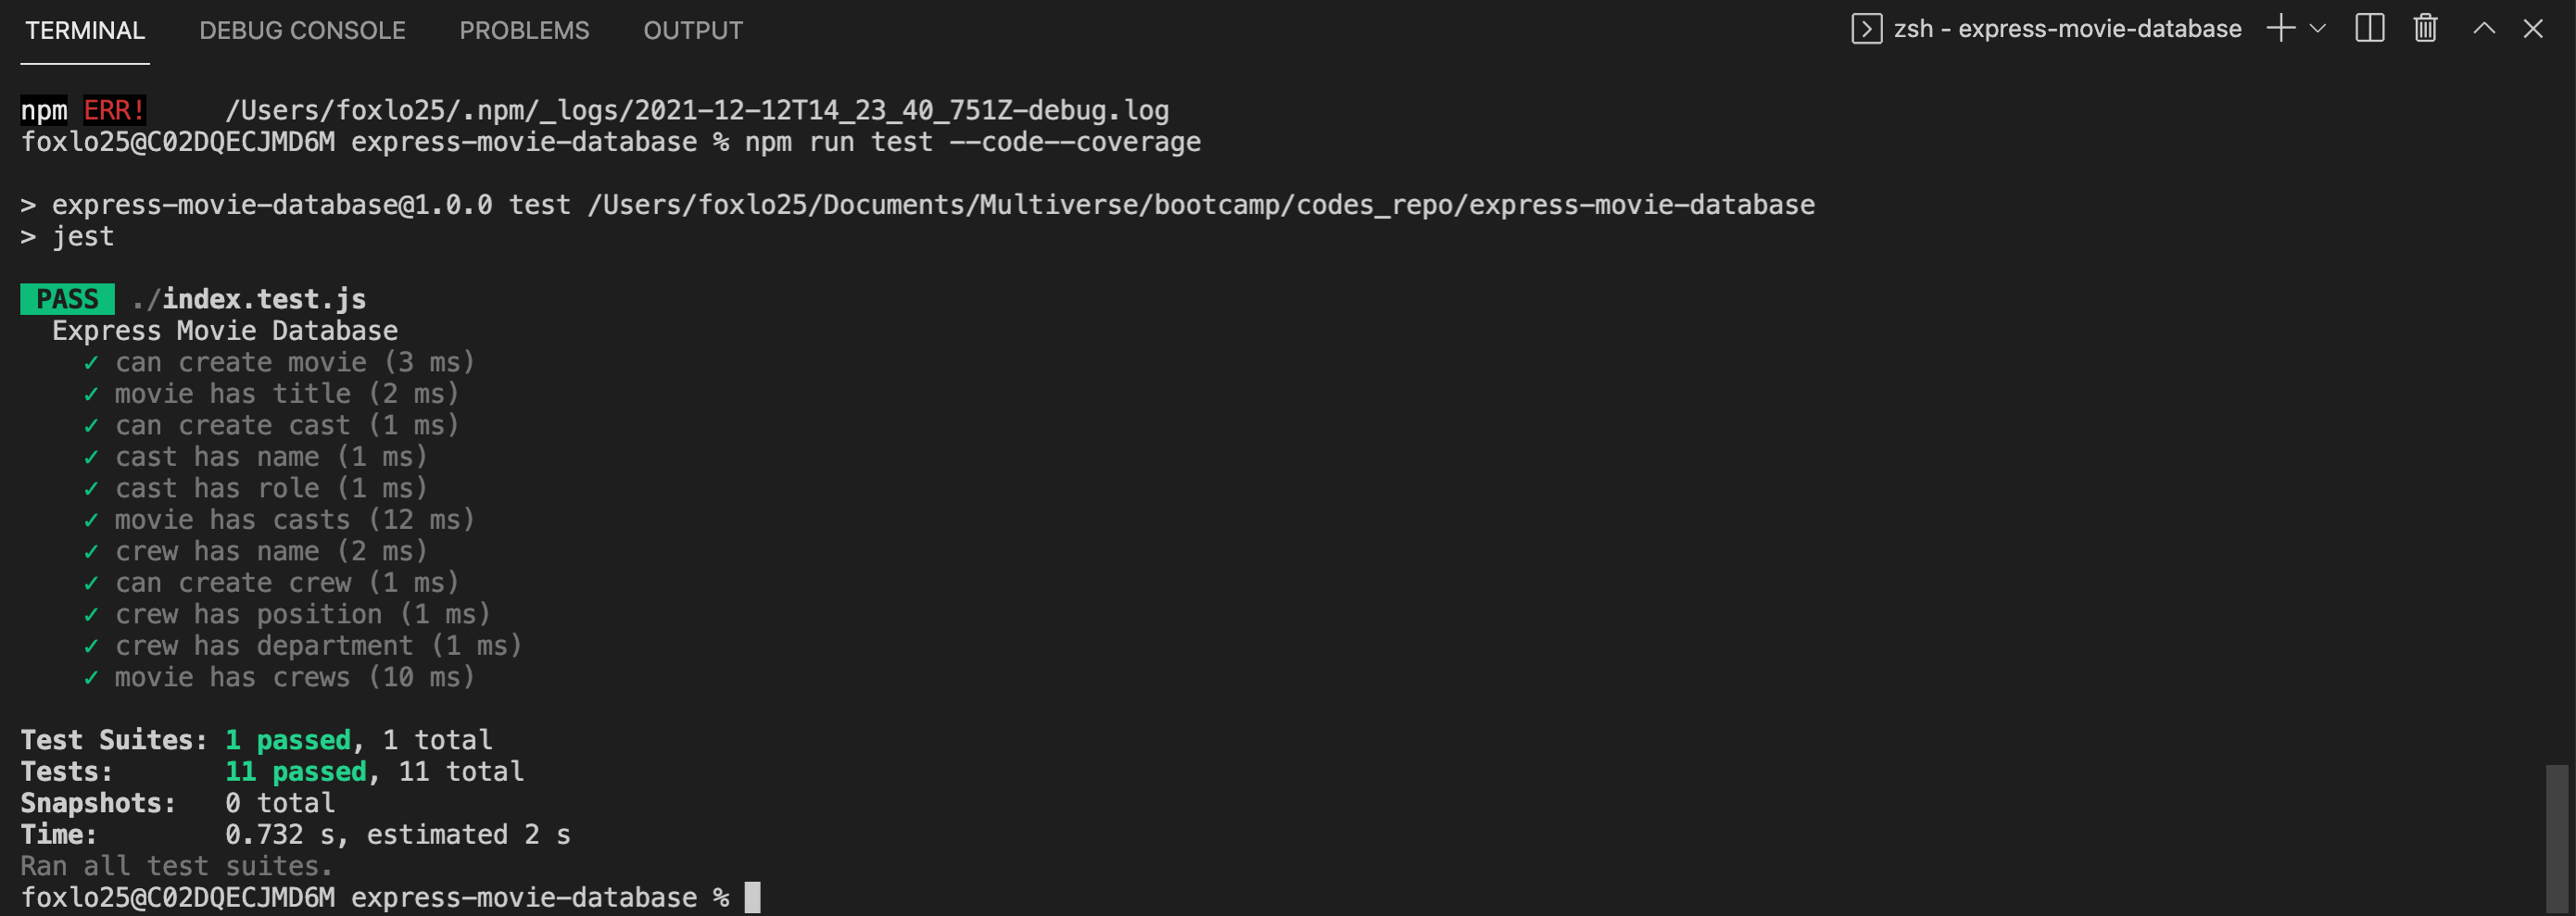 TERMINAL DEBUG CONSOLE PROBLEMS OUTPUT zsh - express-movie-database
npm ERR! /Users/foxlo25/.npm/_logs/2021-12-12T14_23_40_751Z-debug.log
foxlo25@C02DQECJMD6M express-movie-database % npm run test --code--coverage
> express-movie-database@1.0.0 test /Users/foxlo25/Documents/Multiverse/bootcamp/codes_repo/express-movie-database
> jest
PASS ./index.test.js
Express Movie Database
✓ can create movie (3 ms)
✓ movie has title (2 ms)
✓ can create cast (1 ms)
✓ cast has name (1 ms)
✓ cast has role (1 ms)
✓ movie has casts (12 ms)
✓ crew has name (2 ms)
✓ can create crew (1 ms)
✓ crew has position (1 ms)
✓ crew has department (1 ms)
✓ movie has crews (10 ms)
Test Suites: 1 passed, 1 total
Tests: 11 passed, 11 total
Snapshots: 0 total
Time: 0.732 s, estimated 2 s
Ran all test suites.
foxlo25@C02DQECJMD6M express-movie-database %